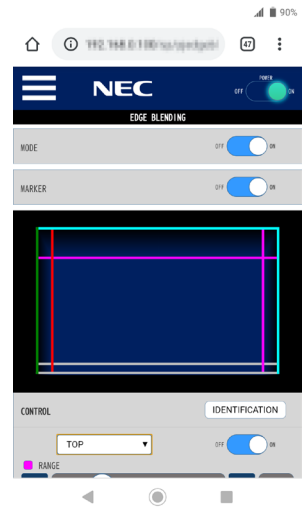 90%
47
NEC
POWER
OFF ON
EDGE BLENDING
MODE
OFF ON
MARKER
OFF ON
CONTROL
IDENTIFICATION
TOP
OFF ON
RANGE